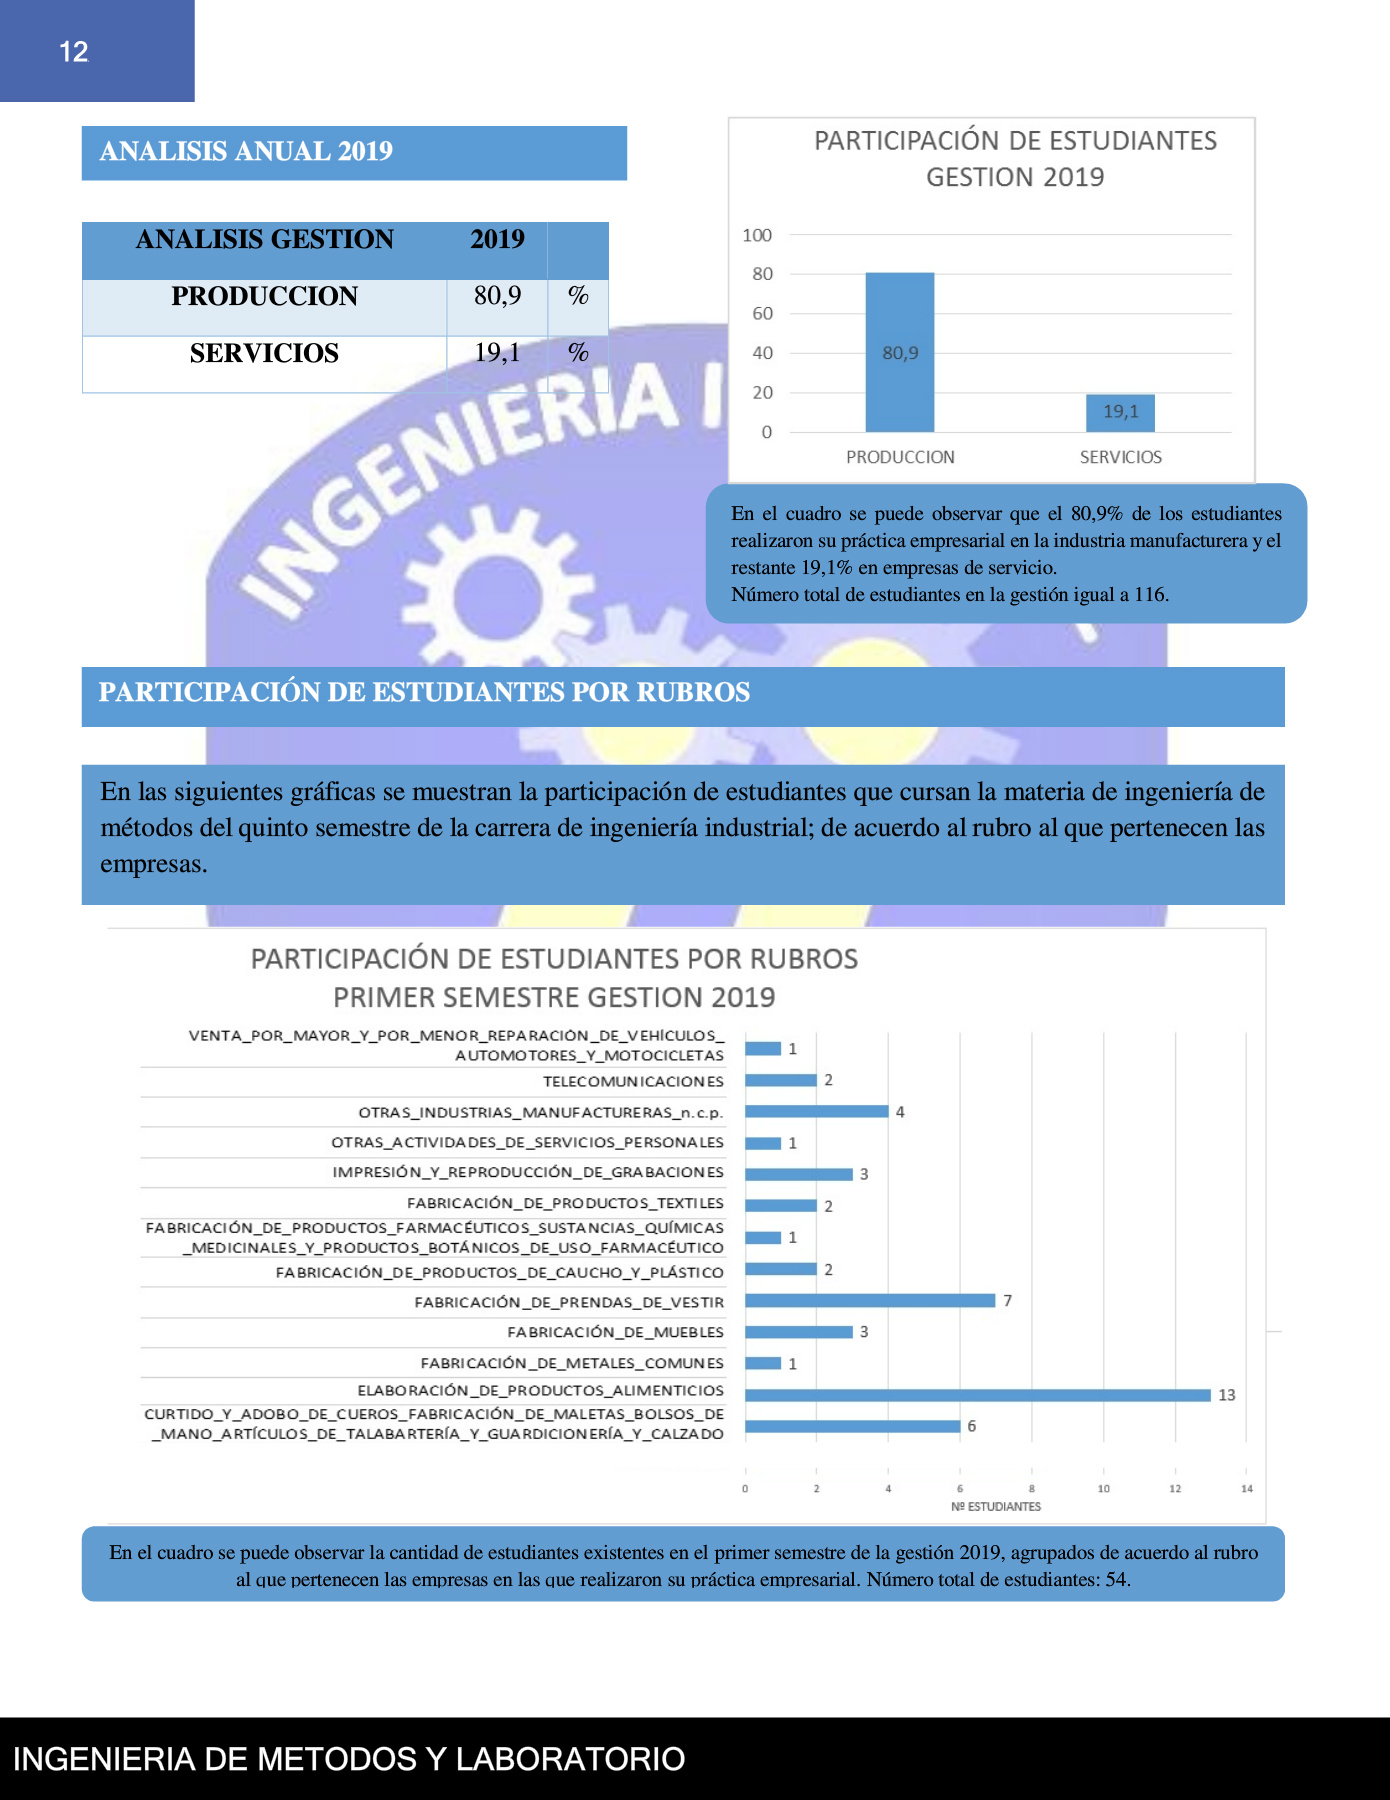 12
ANALISIS ANUAL 2019
ANALISIS GESTION 2019
PRODUCCION 80,9 %
SERVICIOS 19,1 %
INGENIERIA I
PARTICIPACIÓN DE ESTUDIANTES
GESTION 2019
100
80
60
40
20
0
80,9
19,1
PRODUCCION SERVICIOS
En el cuadro se puede observar que el 80,9% de los estudiantes
realizaron su práctica empresarial en la industria manufacturera y el
restante 19,1% en empresas de servicio.
Número total de estudiantes en la gestión igual a 116.
PARTICIPACIÓN DE ESTUDIANTES POR RUBROS
En las siguientes gráficas se muestran la participación de estudiantes que cursan la materia de ingeniería de
métodos del quinto semestre de la carrera de ingeniería industrial; de acuerdo al rubro al que pertenecen las
empresas.
PARTICIPACIÓN DE ESTUDIANTES POR RUBROS
PRIMER SEMESTRE GESTION 2019
VENTA_POR_MAYOR_Y_POR_MENOR_REPARACIÓN_DE_VEHÍCULOS_
AUTOMOTORES_Y_MOTOCICLETAS 1
TELECOMUNICACIONES 2
OTRAS_INDUSTRIAS_MANUFACTURERAS_n.c.p. 4
OTRAS_ACTIVIDADES_DE_SERVICIOS_PERSONALES 1
IMPRESIÓN_Y_REPRODUCCIÓN_DE_GRABACIONES 3
FABRICACIÓN_DE_PRODUCTOS_TEXTILES 2
FABRICACIÓN_DE_PRODUCTOS_FARMACÉUTICOS_SUSTANCIAS_QUÍMICAS
_MEDICINALES_Y_PRODUCTOS_BOTÁNICOS_DE_USO_FARMACÉUTICO 1
FABRICACIÓN_DE_PRODUCTOS_DE_CAUCHO_Y_PLÁSTICO 2
FABRICACIÓN_DE_PRENDAS_DE_VESTIR 7
FABRICACIÓN_DE_MUEBLES 3
FABRICACIÓN_DE_METALES_COMUNES 1
ELABORACIÓN_DE_PRODUCTOS_ALIMENTICIOS 13
CURTIDO_Y_ADOBO_DE_CUEROS_FABRICACIÓN_DE_MALETAS_BOLSOS_DE
_MANO_ARTÍCULOS_DE_TALABARTERÍA_Y_GUARDICIONERÍA_Y_CALZADO 6
0 2 4 6 8 10 12 14
Nº ESTUDIANTES
En el cuadro se puede observar la cantidad de estudiantes existentes en el primer semestre de la gestión 2019, agrupados de acuerdo al rubro
al que pertenecen las empresas en las que realizaron su práctica empresarial. Número total de estudiantes: 54.
INGENIERIA DE METODOS Y LABORATORIO